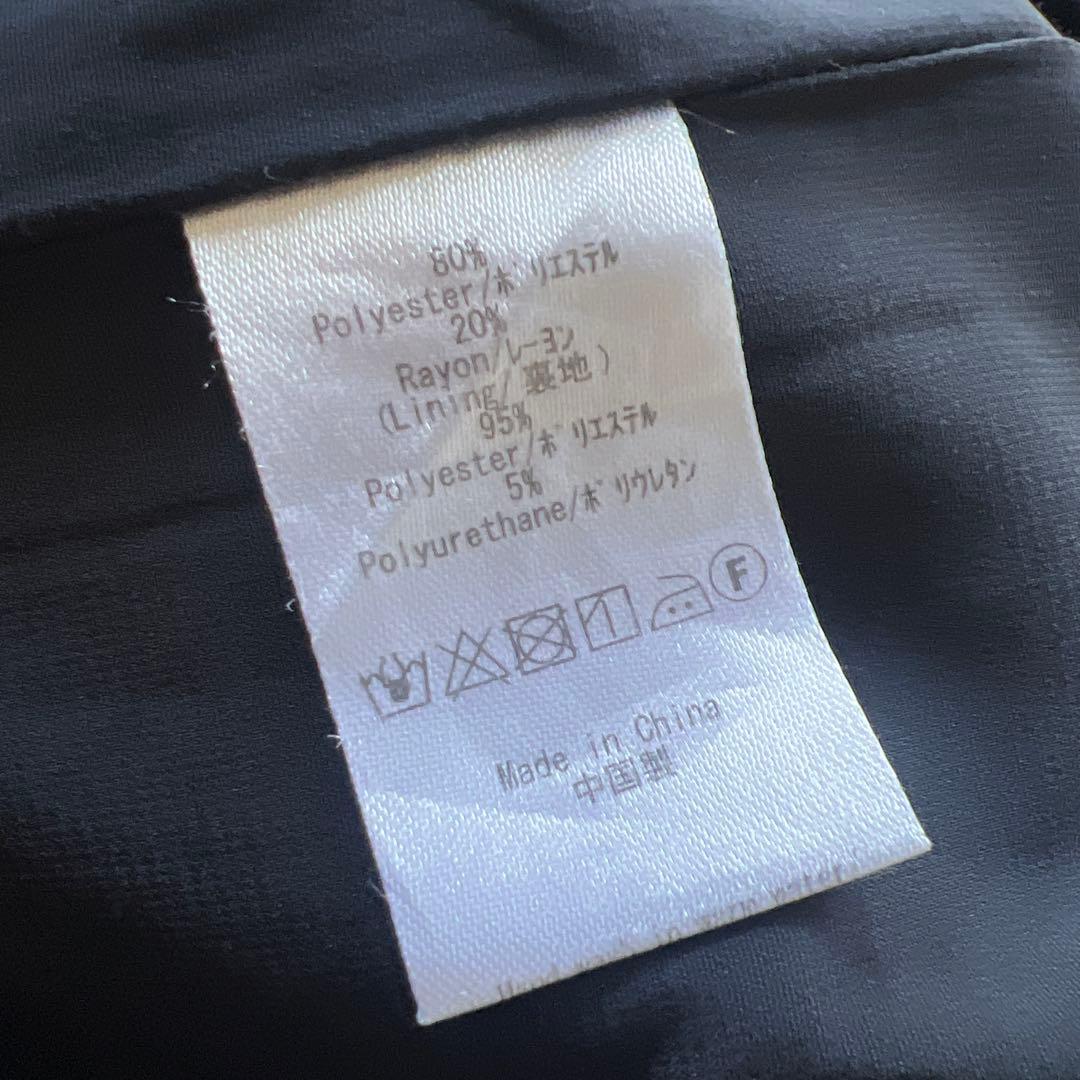 80%
Polyester/ポリエステル
20%
Rayon/レーヨン
(Lining/裏地)
95%
Polyester/ポリエステル
5%
Polyurethane/ポリウレタン
F
Made in China
中国製